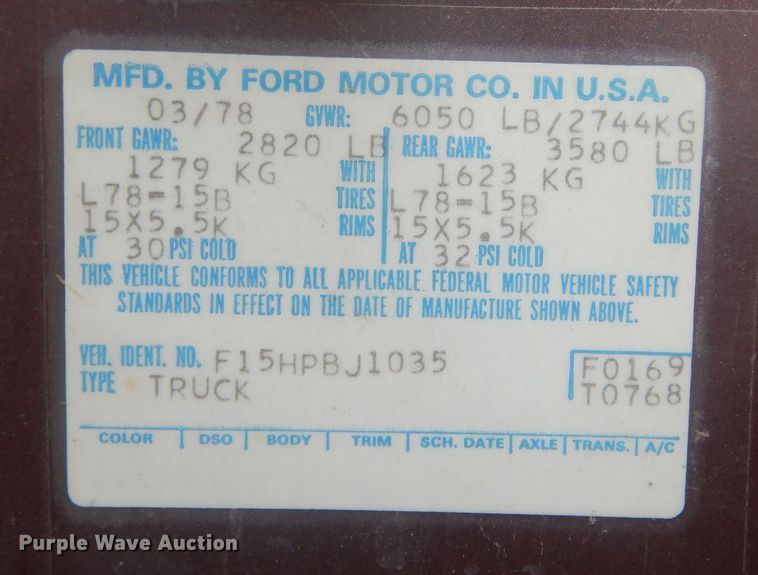 MFD. BY FORD MOTOR CO. IN U.S.A.
03/78 GVWR: 6050 LB/2744KG
FRONT GAWR: 2820 LB REAR GAWR: 3580 LB
1279 KG WITH 1623 KG WITH
L78-15B TIRES L78-15B TIRES
15X5.5K RIMS 15X5.5K RIMS
AT 30 PSI COLD AT 32 PSI COLD
THIS VEHICLE CONFORMS TO ALL APPLICABLE FEDERAL MOTOR VEHICLE SAFETY
STANDARDS IN EFFECT ON THE DATE OF MANUFACTURE SHOWN ABOVE.
VEH. IDENT. NO. F15HPBJ1035 F0169
TYPE TRUCK T0768
COLOR DSO BODY TRIM SCH. DATE AXLE TRANS. A/C
Purple Wave Auction